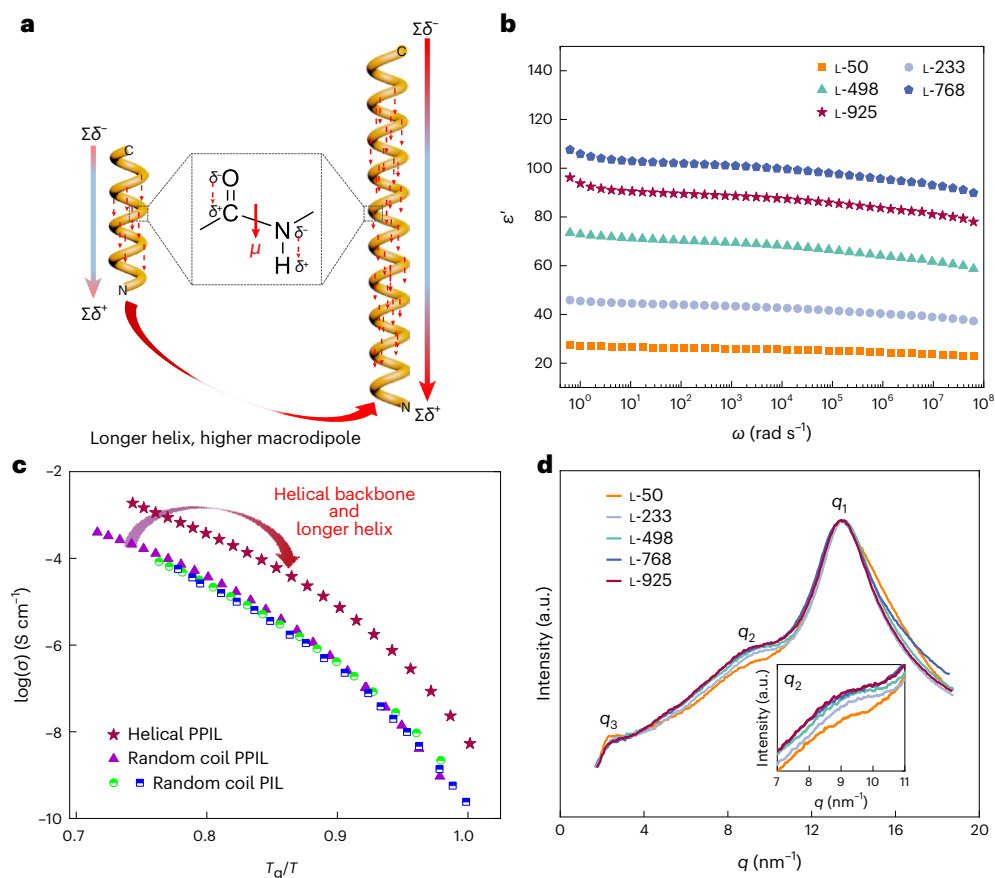 a
Σδ⁻
C
N
Σδ⁺
δ⁻
O
δ⁺
C
μ
N
δ⁻
H
δ⁺
Σδ⁻
C
N
Σδ⁺
Longer helix, higher macrodipole
b
L-50
L-233
L-498
L-768
L-925
140
120
100
80
60
40
20
ε′
10⁰ 10¹ 10² 10³ 10⁴ 10⁵ 10⁶ 10⁷ 10⁸
ω (rad s⁻¹)
c
Helical backbone
and
longer helix
–2
–4
–6
–8
–10
log(σ) (S cm⁻¹)
Helical PPIL
Random coil PPIL
Random coil PIL
0.7 0.8 0.9 1.0
Tg/T
d
L-50
L-233
L-498
L-768
L-925
q₁
q₂
q₃
Intensity (a.u.)
q₂
Intensity (a.u.)
7 8 9 10 11
q (nm⁻¹)
0 4 8 12 16 20
q (nm⁻¹)